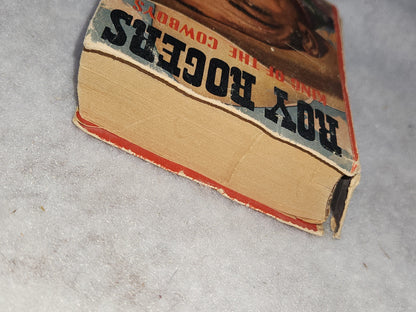 ROY ROGERS
KING OF THE COWBOYS